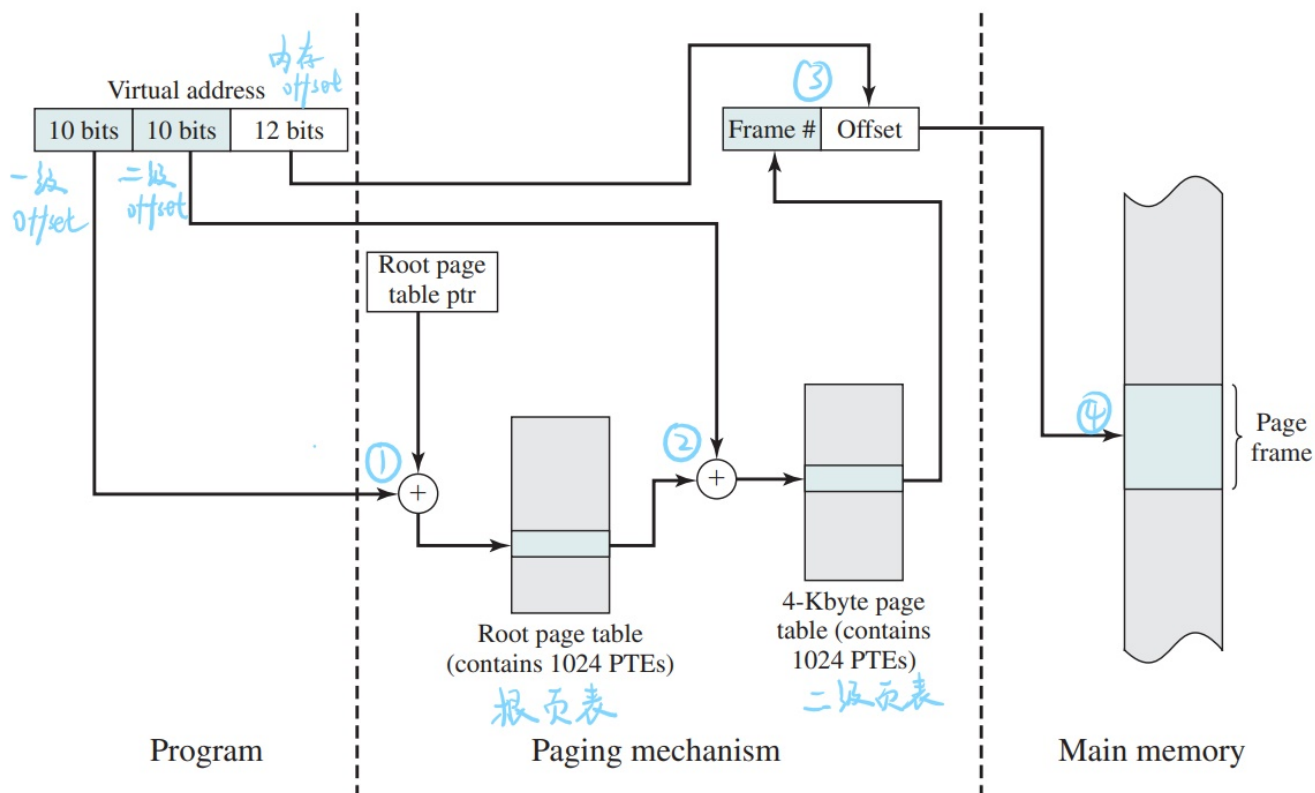 内存
offset
Virtual address
10 bits 10 bits 12 bits
一级
offset
二级
offset
③
Frame # Offset
Root page
table ptr
①
+
②
+
④
Page
frame
Root page table
(contains 1024 PTEs)
根页表
4-Kbyte page
table (contains
1024 PTEs)
二级页表
Program
Paging mechanism
Main memory